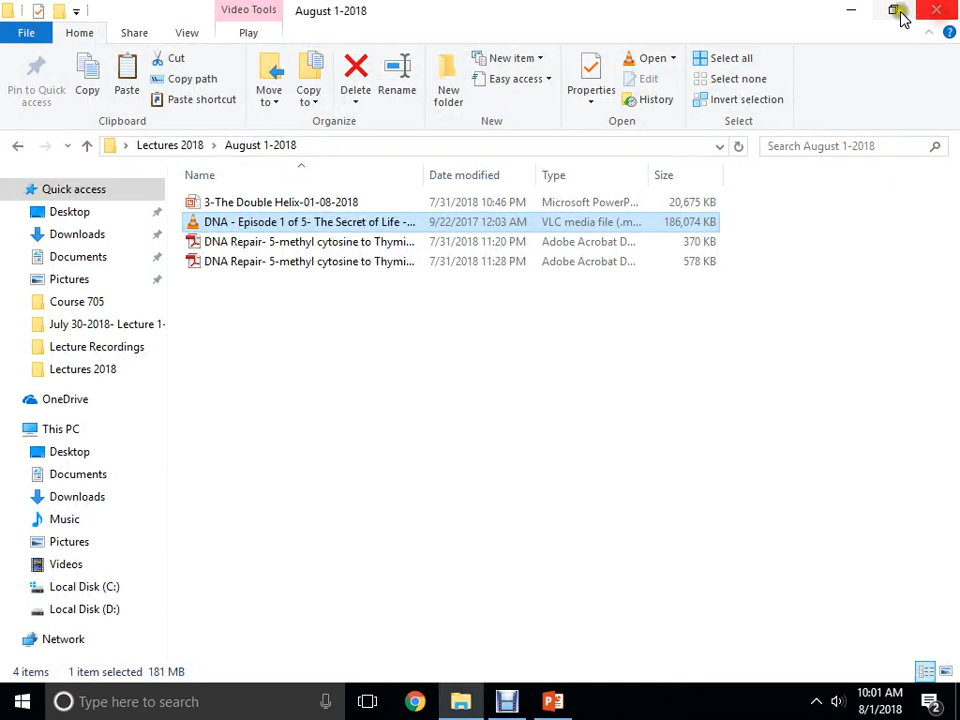 Video Tools
August 1-2018
File
Home
Share
View
Play
Pin to Quick access
Copy
Paste
Cut
Copy path
Paste shortcut
Clipboard
Move to
Copy to
Delete
Rename
Organize
New folder
New item
Easy access
New
Properties
Open
Edit
History
Open
Select all
Select none
Invert selection
Select
Lectures 2018 > August 1-2018
Search August 1-2018
Name Date modified Type Size
3-The Double Helix-01-08-2018 7/31/2018 10:46 PM Microsoft PowerP... 20,675 KB
DNA - Episode 1 of 5- The Secret of Life -... 9/22/2017 12:03 AM VLC media file (.m... 186,074 KB
DNA Repair- 5-methyl cytosine to Thymi... 7/31/2018 11:20 PM Adobe Acrobat D... 370 KB
DNA Repair- 5-methyl cytosine to Thymi... 7/31/2018 11:28 PM Adobe Acrobat D... 578 KB
Quick access
Desktop
Downloads
Documents
Pictures
Course 705
July 30-2018- Lecture 1-
Lecture Recordings
Lectures 2018
OneDrive
This PC
Desktop
Documents
Downloads
Music
Pictures
Videos
Local Disk (C:)
Local Disk (D:)
Network
4 items 1 item selected 181 MB
Type here to search
10:01 AM
8/1/2018
2